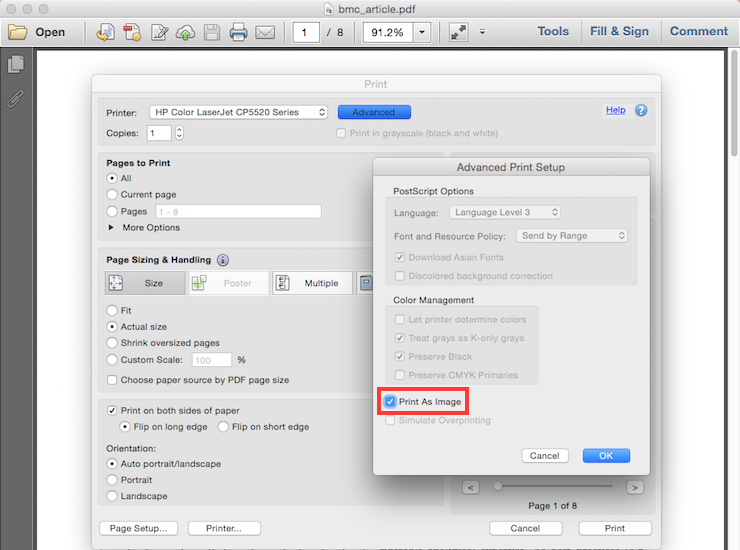 bmc_article.pdf
Open
1 / 8
91.2%
Tools
Fill & Sign
Comment
Print
Printer: HP Color LaserJet CP5520 Series
Advanced
Help ?
Copies: 1
Print in grayscale (black and white)
Pages to Print
All
Current page
Pages 1 - 8
More Options
Page Sizing & Handling i
Size
Poster
Multiple
Fit
Actual size
Shrink oversized pages
Custom Scale: 100 %
Choose paper source by PDF page size
Print on both sides of paper
Flip on long edge
Flip on short edge
Orientation:
Auto portrait/landscape
Portrait
Landscape
Advanced Print Setup
PostScript Options
Language: Language Level 3
Font and Resource Policy: Send by Range
Download Asian Fonts
Discolored background correction
Color Management
Let printer determine colors
Treat grays as K-only grays
Preserve Black
Preserve CMYK Primaries
Print As Image
Simulate Overprinting
Cancel
OK
< >
Page 1 of 8
Page Setup...
Printer...
Cancel
Print